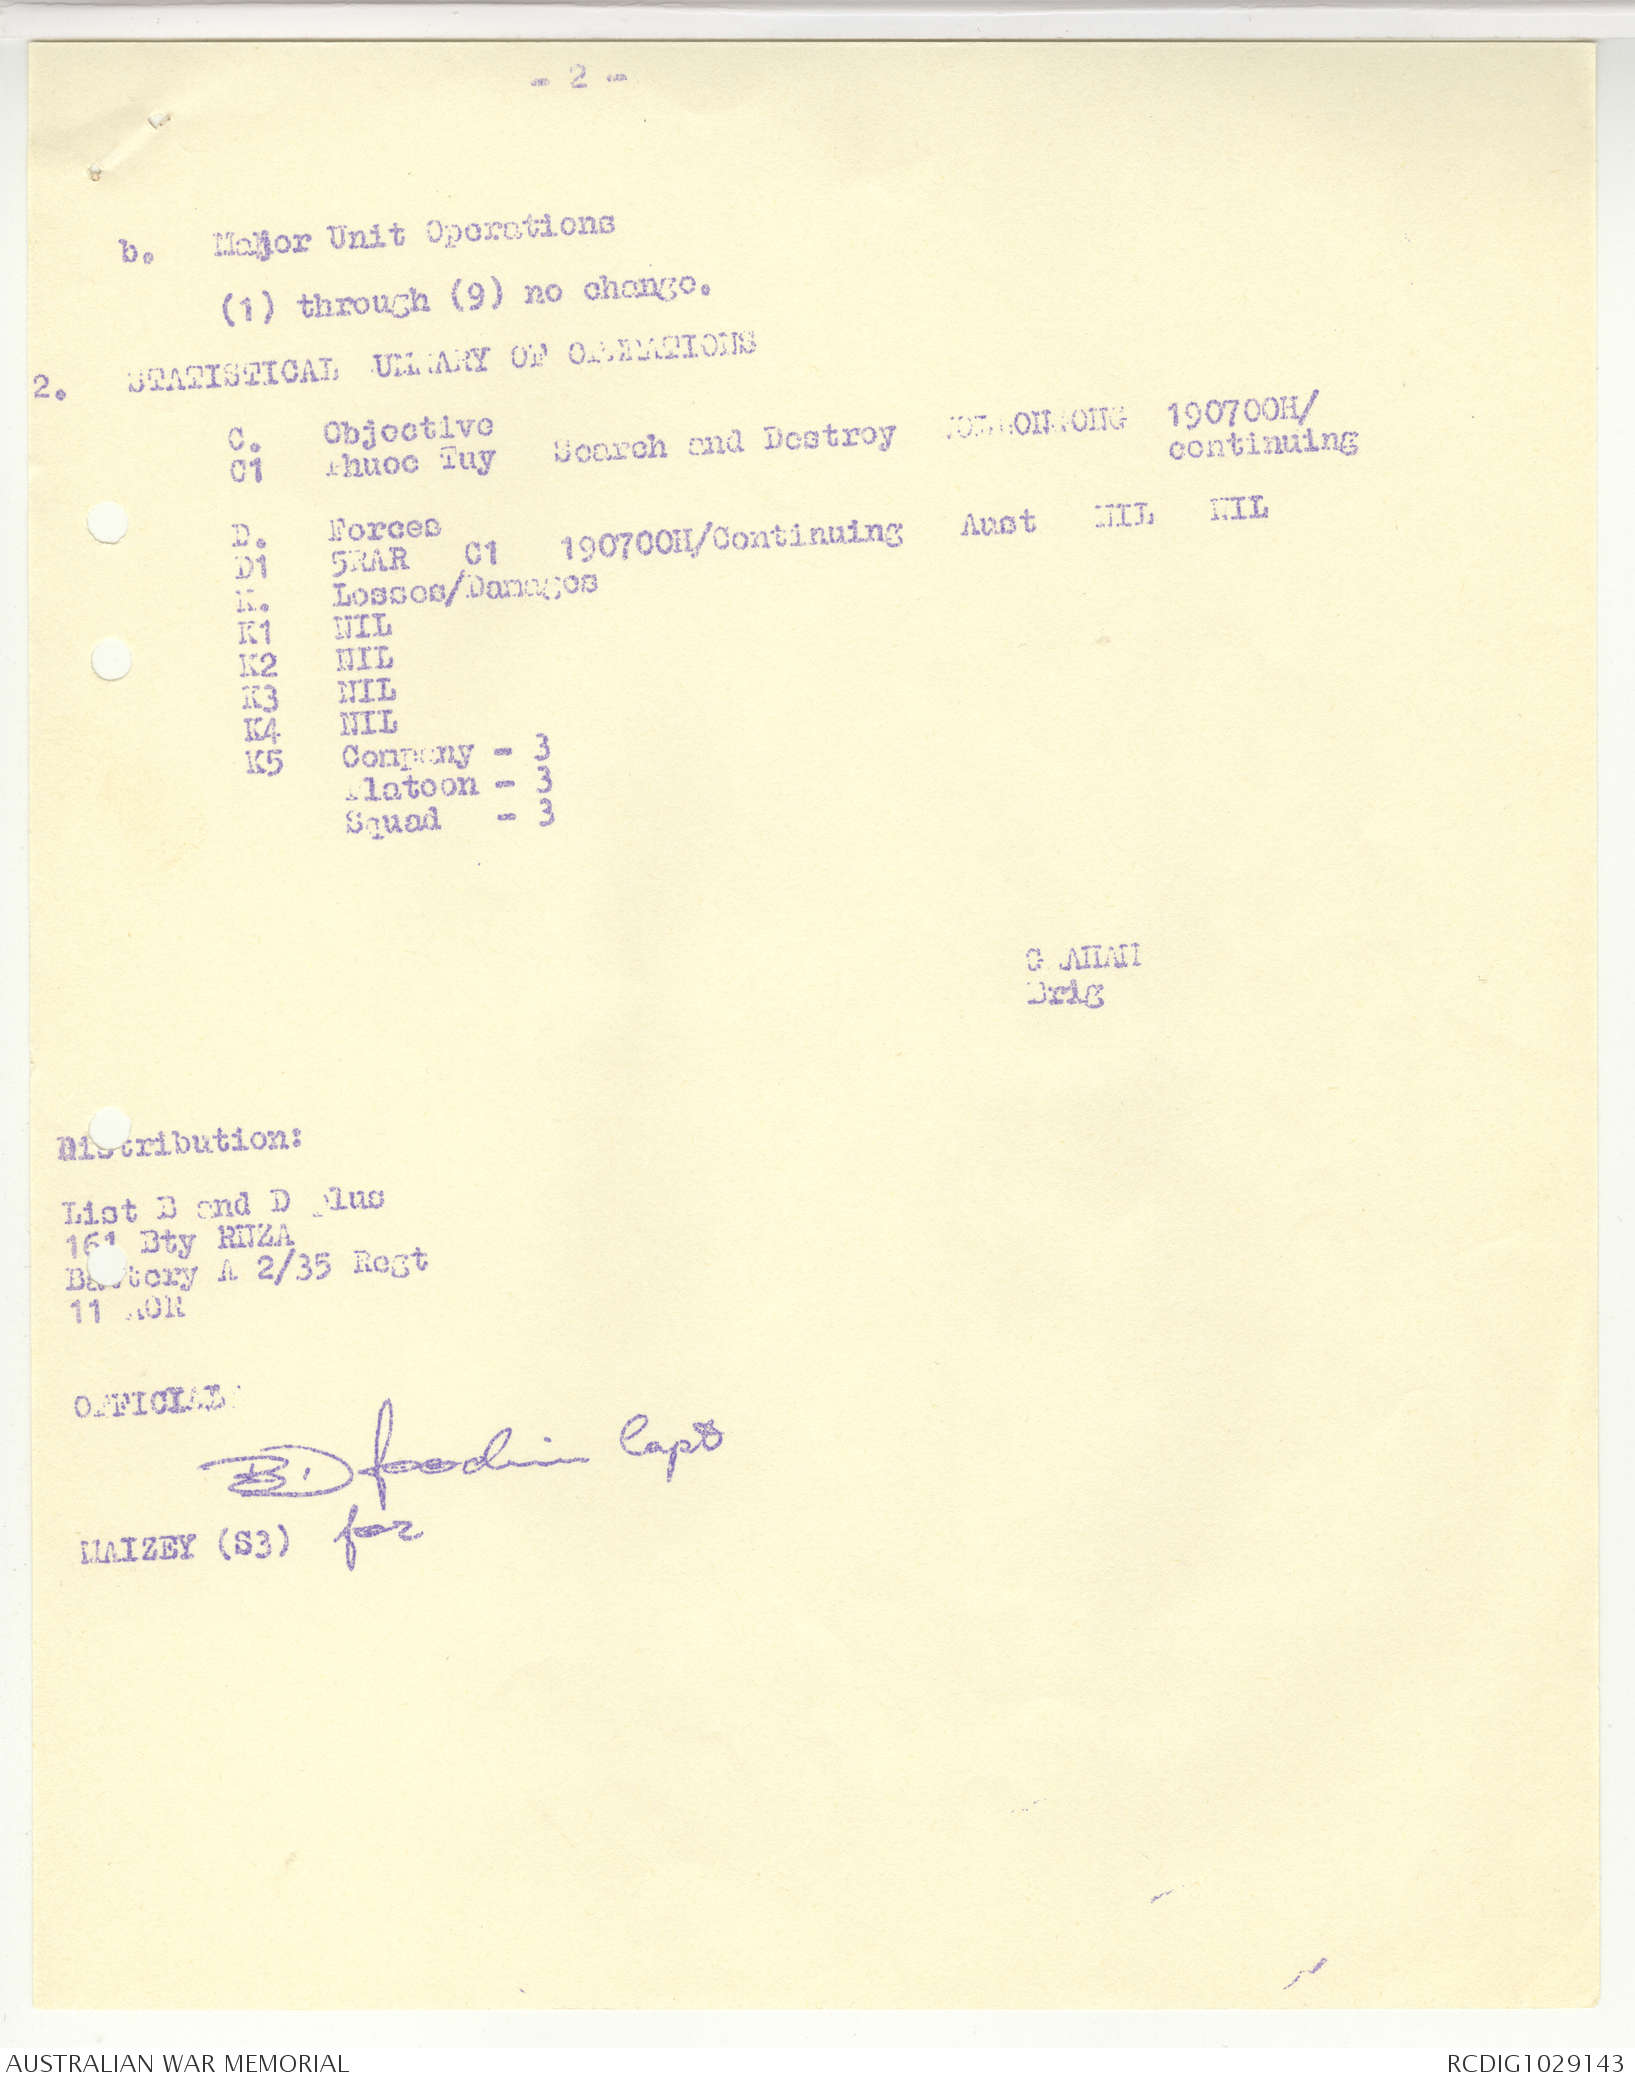 - 2 -
b. Major Unit Operations
(1) through (9) no change.
2. STATISTICAL SUMMARY OF OPERATIONS
C. Objective
C1 Phuoc Tuy Search and Destroy WOLLONGONG 190700H/
continuing
D. Forces
D1 5RAR C1 190700H/Continuing Aust NIL NIL
K. Losses/Damages
K1 NIL
K2 NIL
K3 NIL
K4 NIL
K5 Company - 3
Platoon - 3
Squad - 3
GRAHAM
Brig
Distribution:
List B and D plus
161 Bty RNZA
Battery A 2/35 Regt
11 ACR
OFFICIAL
Capt
MAIZEY (S3) for
AUSTRALIAN WAR MEMORIAL
RCDIG1029143